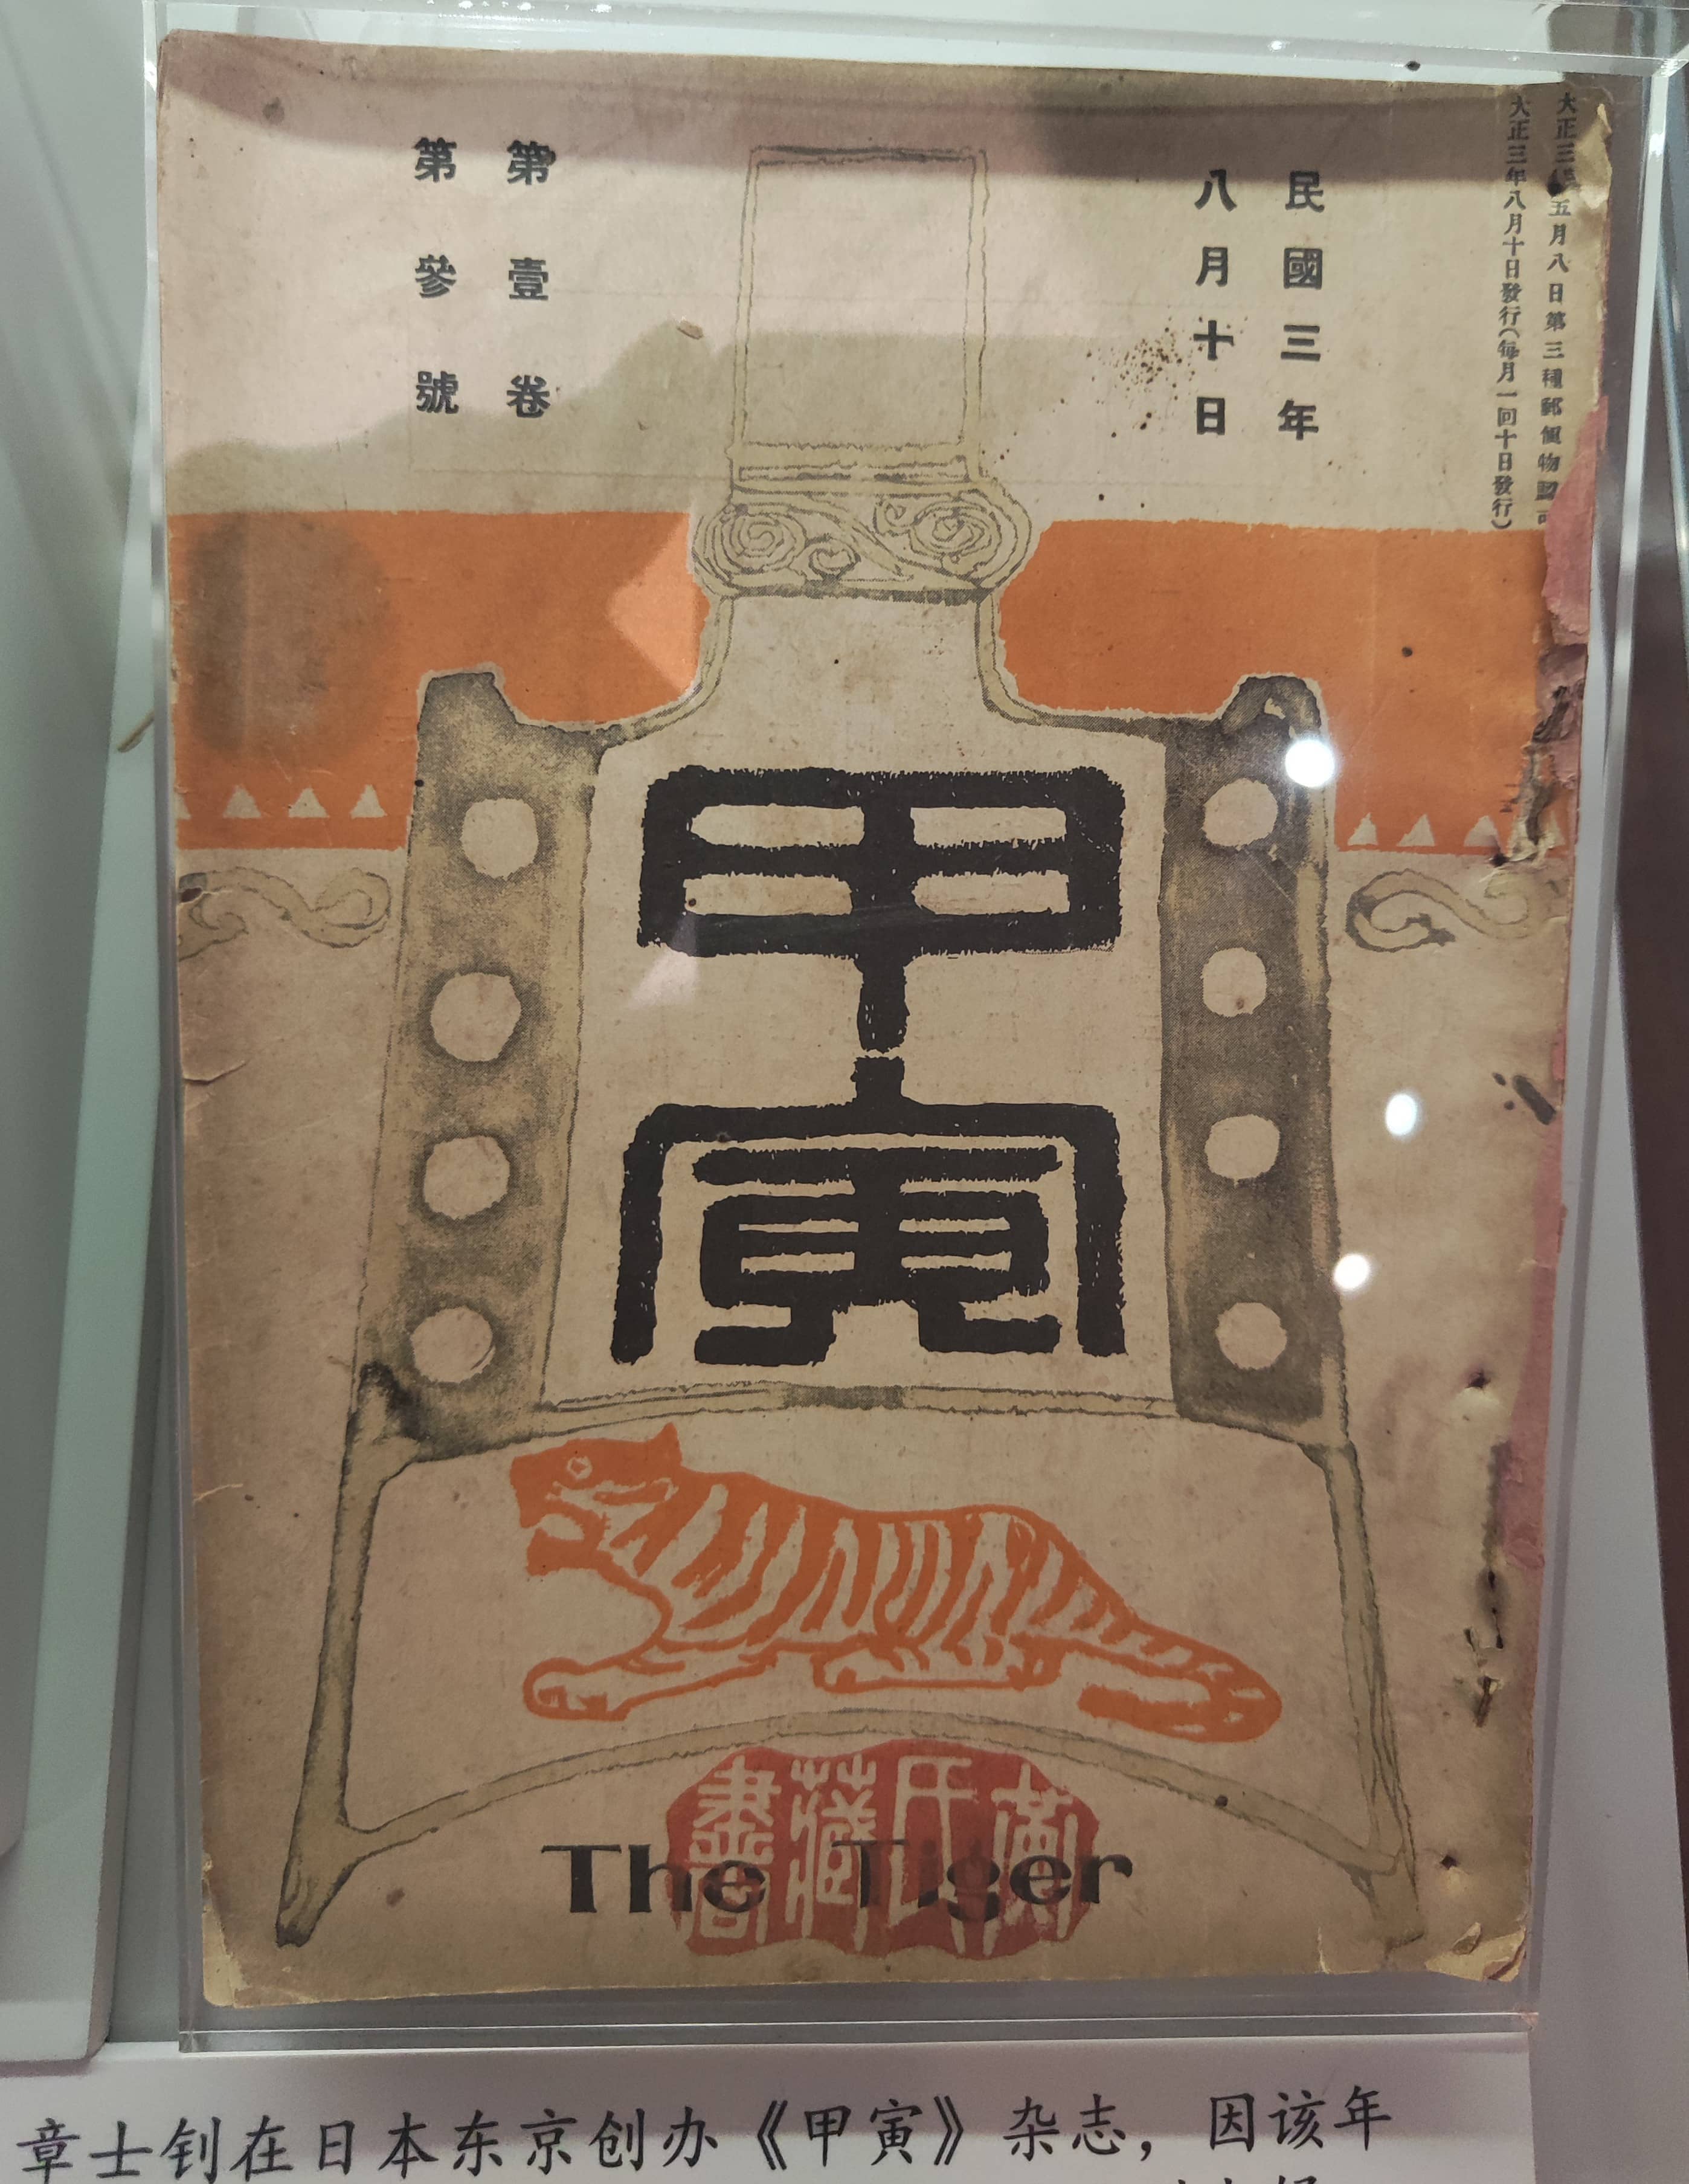 大正三年五月八日第三種郵便物認可
大正三年八月十日發行(每月一回十日發行)
民國三年
八月十日
第壹卷
第參號
甲寅
The Tiger
藏書
章士钊在日本东京创办《甲寅》杂志，因该年